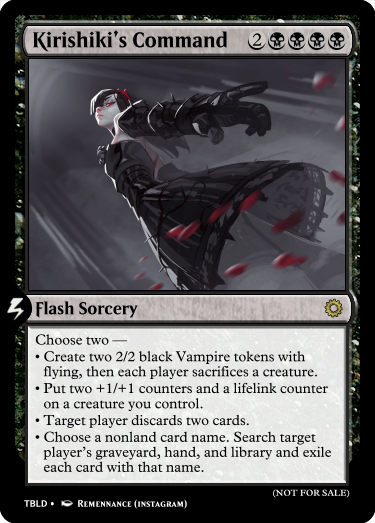 Kirishiki's Command 2
Flash Sorcery
Choose two —
• Create two 2/2 black Vampire tokens with
flying, then each player sacrifices a creature.
• Put two +1/+1 counters and a lifelink counter
on a creature you control.
• Target player discards two cards.
• Choose a nonland card name. Search target
player's graveyard, hand, and library and exile
each card with that name.
(NOT FOR SALE)
TBLD • Remennance (instagram)